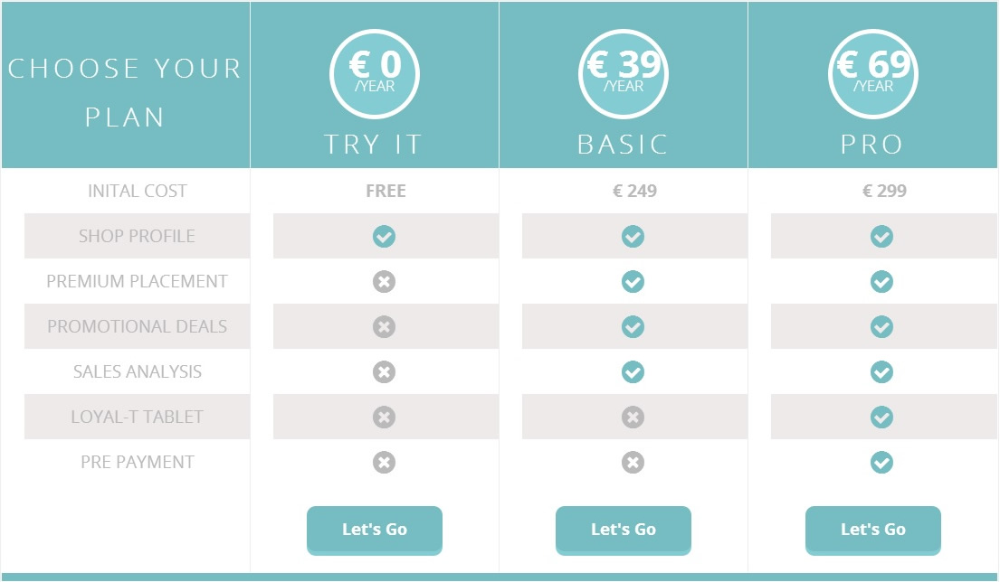 CHOOSE YOUR
PLAN
€ 0
/YEAR
TRY IT
€ 39
/YEAR
BASIC
€ 69
/YEAR
PRO
INITAL COST FREE € 249 € 299
SHOP PROFILE
PREMIUM PLACEMENT
PROMOTIONAL DEALS
SALES ANALYSIS
LOYAL-T TABLET
PRE PAYMENT
Let's Go Let's Go Let's Go